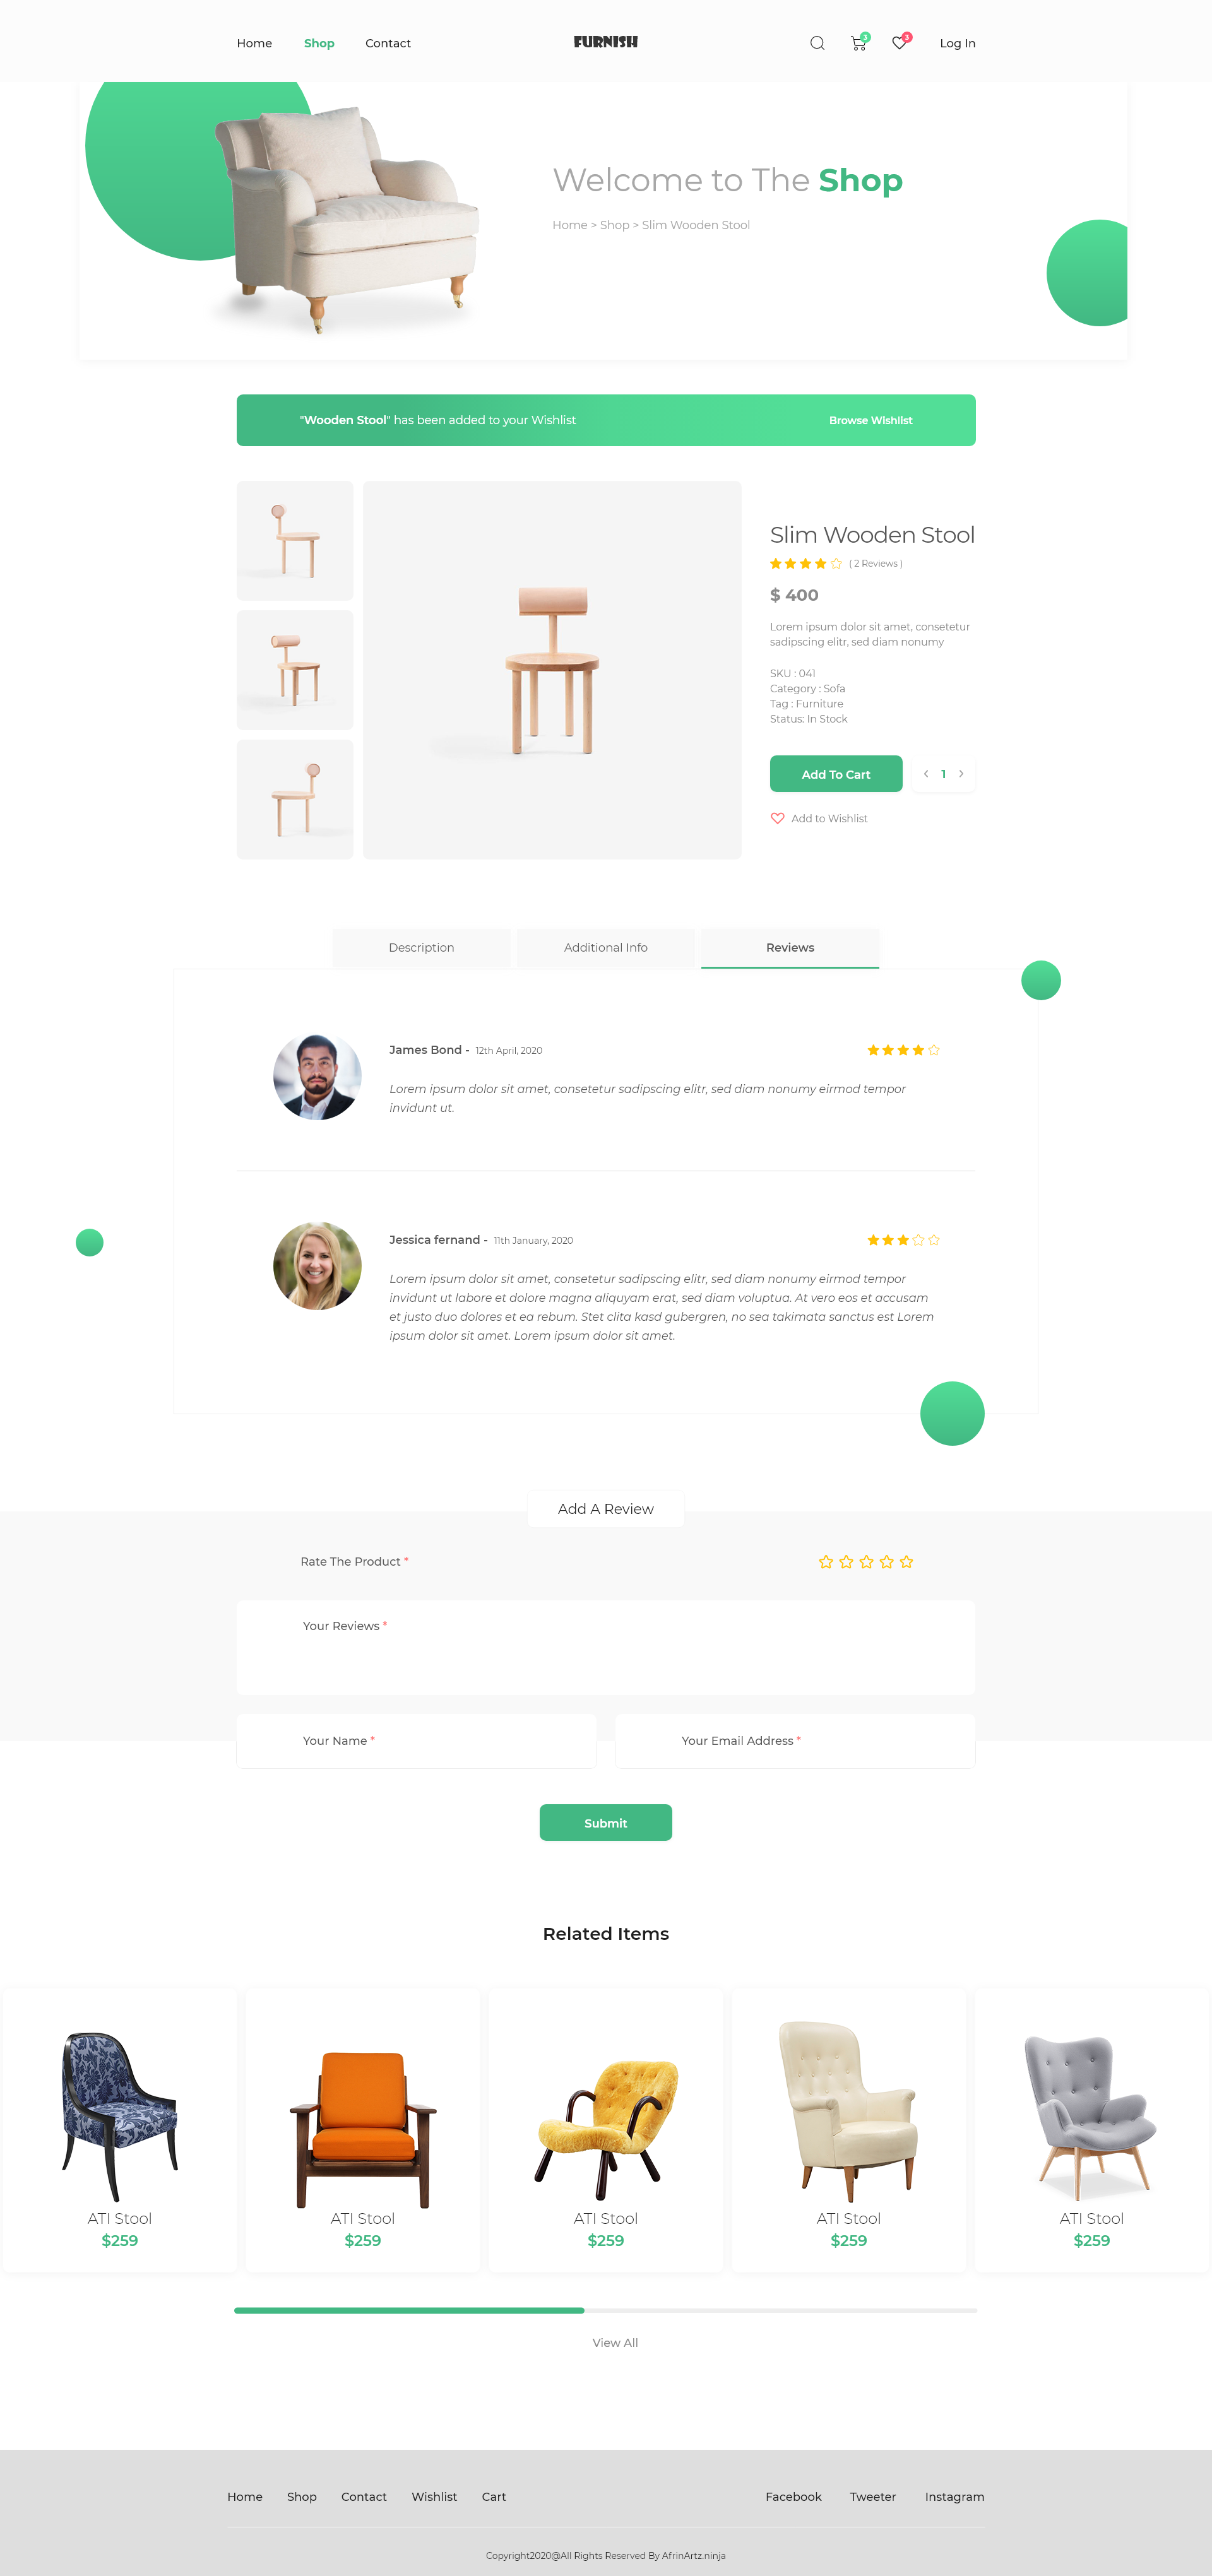 Home
Shop
Contact
FURNISH
3
3
Log In
Welcome to The Shop
Home > Shop > Slim Wooden Stool
"Wooden Stool" has been added to your Wishlist
Browse Wishlist
Slim Wooden Stool
( 2 Reviews )
$ 400
Lorem ipsum dolor sit amet, consetetur
sadipscing elitr, sed diam nonumy
SKU : 041
Category : Sofa
Tag : Furniture
Status: In Stock
Add To Cart
< 1 >
Add to Wishlist
Description
Additional Info
Reviews
James Bond - 12th April, 2020
Lorem ipsum dolor sit amet, consetetur sadipscing elitr, sed diam nonumy eirmod tempor
invidunt ut.
Jessica fernand - 11th January, 2020
Lorem ipsum dolor sit amet, consetetur sadipscing elitr, sed diam nonumy eirmod tempor
invidunt ut labore et dolore magna aliquyam erat, sed diam voluptua. At vero eos et accusam
et justo duo dolores et ea rebum. Stet clita kasd gubergren, no sea takimata sanctus est Lorem
ipsum dolor sit amet. Lorem ipsum dolor sit amet.
Add A Review
Rate The Product *
Your Reviews *
Your Name *
Your Email Address *
Submit
Related Items
ATI Stool
$259
ATI Stool
$259
ATI Stool
$259
ATI Stool
$259
ATI Stool
$259
View All
Home
Shop
Contact
Wishlist
Cart
Facebook
Tweeter
Instagram
Copyright2020@All Rights Reserved By AfrinArtz.ninja